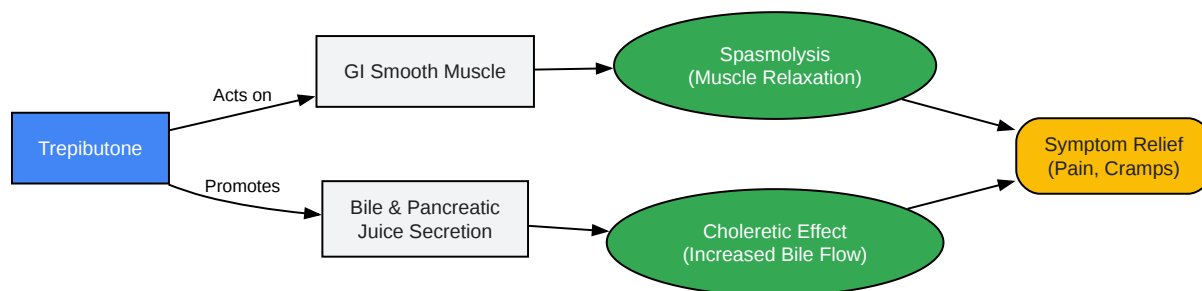 Trepibutone
Acts on
Promotes
GI Smooth Muscle
Bile & Pancreatic
Juice Secretion
Spasmolysis
(Muscle Relaxation)
Choleretic Effect
(Increased Bile Flow)
Symptom Relief
(Pain, Cramps)